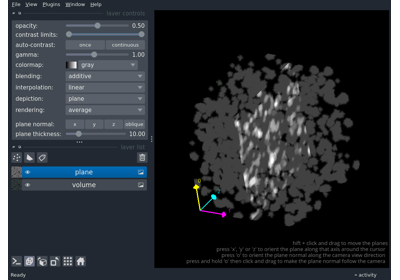 File View Plugins Window Help
layer controls
opacity: 0.50
contrast limits:
auto-contrast: once continuous
gamma: 1.00
colormap: gray
blending: additive
interpolation: linear
depiction: plane
rendering: average
plane normal: x y z oblique
plane thickness: 10.00
layer list
plane
volume
shift + click and drag to move the planes
press 'x', 'y' or 'z' to orient the plane along that axis around the cursor
press 'o' to orient the plane normal along the camera view direction
press and hold 'o' then click and drag to make the plane normal follow the camera
Ready
activity